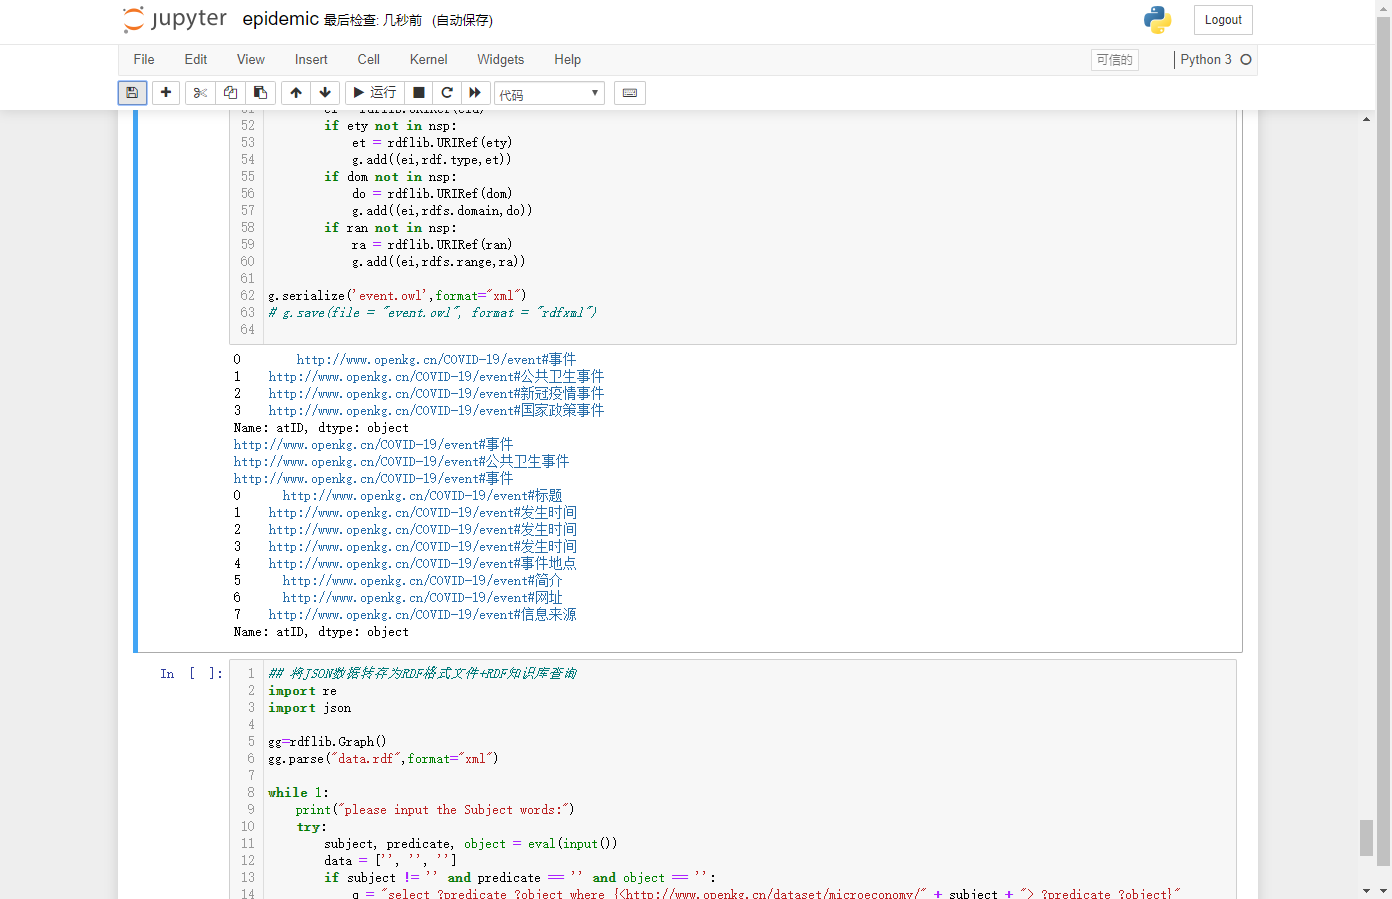 jupyter epidemic 最后检查: 几秒前 (自动保存) Logout
File Edit View Insert Cell Kernel Widgets Help 可信的 Python 3
运行 代码
52 if ety not in nsp:
53 et = rdflib.URIRef(ety)
54 g.add((ei,rdf.type,et))
55 if dom not in nsp:
56 do = rdflib.URIRef(dom)
57 g.add((ei,rdfs.domain,do))
58 if ran not in nsp:
59 ra = rdflib.URIRef(ran)
60 g.add((ei,rdfs.range,ra))
61
62 g.serialize('event.owl',format="xml")
63 # g.save(file = "event.owl", format = "rdfxml")
64
0 http://www.openkg.cn/COVID-19/event#事件
1 http://www.openkg.cn/COVID-19/event#公共卫生事件
2 http://www.openkg.cn/COVID-19/event#新冠疫情事件
3 http://www.openkg.cn/COVID-19/event#国家政策事件
Name: atID, dtype: object
http://www.openkg.cn/COVID-19/event#事件
http://www.openkg.cn/COVID-19/event#公共卫生事件
http://www.openkg.cn/COVID-19/event#事件
0 http://www.openkg.cn/COVID-19/event#标题
1 http://www.openkg.cn/COVID-19/event#发生时间
2 http://www.openkg.cn/COVID-19/event#发生时间
3 http://www.openkg.cn/COVID-19/event#发生时间
4 http://www.openkg.cn/COVID-19/event#事件地点
5 http://www.openkg.cn/COVID-19/event#简介
6 http://www.openkg.cn/COVID-19/event#网址
7 http://www.openkg.cn/COVID-19/event#信息来源
Name: atID, dtype: object
In [ ]: 1 ## 将JSON数据转存为RDF格式文件+RDF知识库查询
2 import re
3 import json
4
5 gg=rdflib.Graph()
6 gg.parse("data.rdf",format="xml")
7
8 while 1:
9 print("please input the Subject words:")
10 try:
11 subject, predicate, object = eval(input())
12 data = ['', '', '']
13 if subject != '' and predicate == '' and object == '':
14 q = "select ?predicate ?object where {<http://www.openkg.cn/dataset/microeconomy/" + subject + "> ?predicate ?object}"